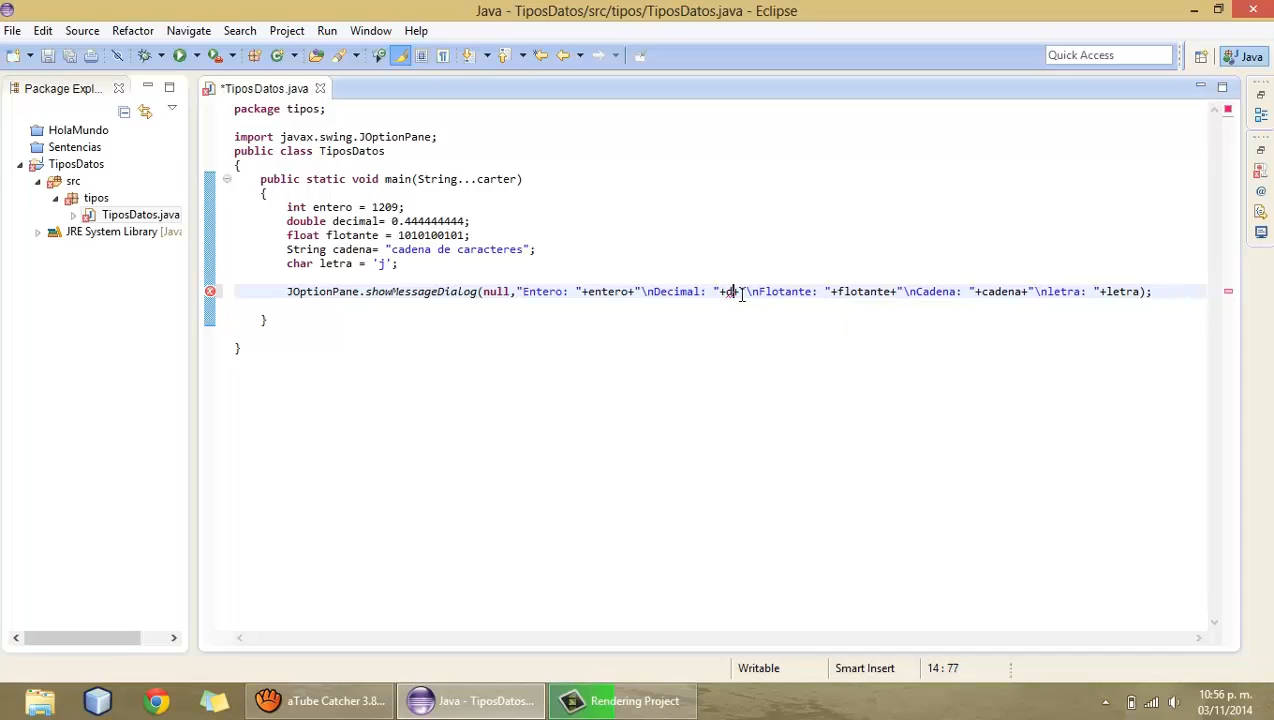 Java - TiposDatos/src/tipos/TiposDatos.java - Eclipse
File Edit Source Refactor Navigate Search Project Run Window Help
Quick Access
Java
Package Expl...
*TiposDatos.java
HolaMundo
Sentencias
TiposDatos
src
tipos
TiposDatos.java
JRE System Library [Java
package tipos;
import javax.swing.JOptionPane;
public class TiposDatos
{
public static void main(String...carter)
{
int entero = 1209;
double decimal= 0.444444444;
float flotante = 1010100101;
String cadena= "cadena de caracteres";
char letra = 'j';
JOptionPane.showMessageDialog(null,"Entero: "+entero+"\nDecimal: "+d+"\nFlotante: "+flotante+"\nCadena: "+cadena+"\nletra: "+letra);
}
}
Writable
Smart Insert
14 : 77
aTube Catcher 3.8...
Java - TiposDatos...
Rendering Project
10:56 p. m.
03/11/2014